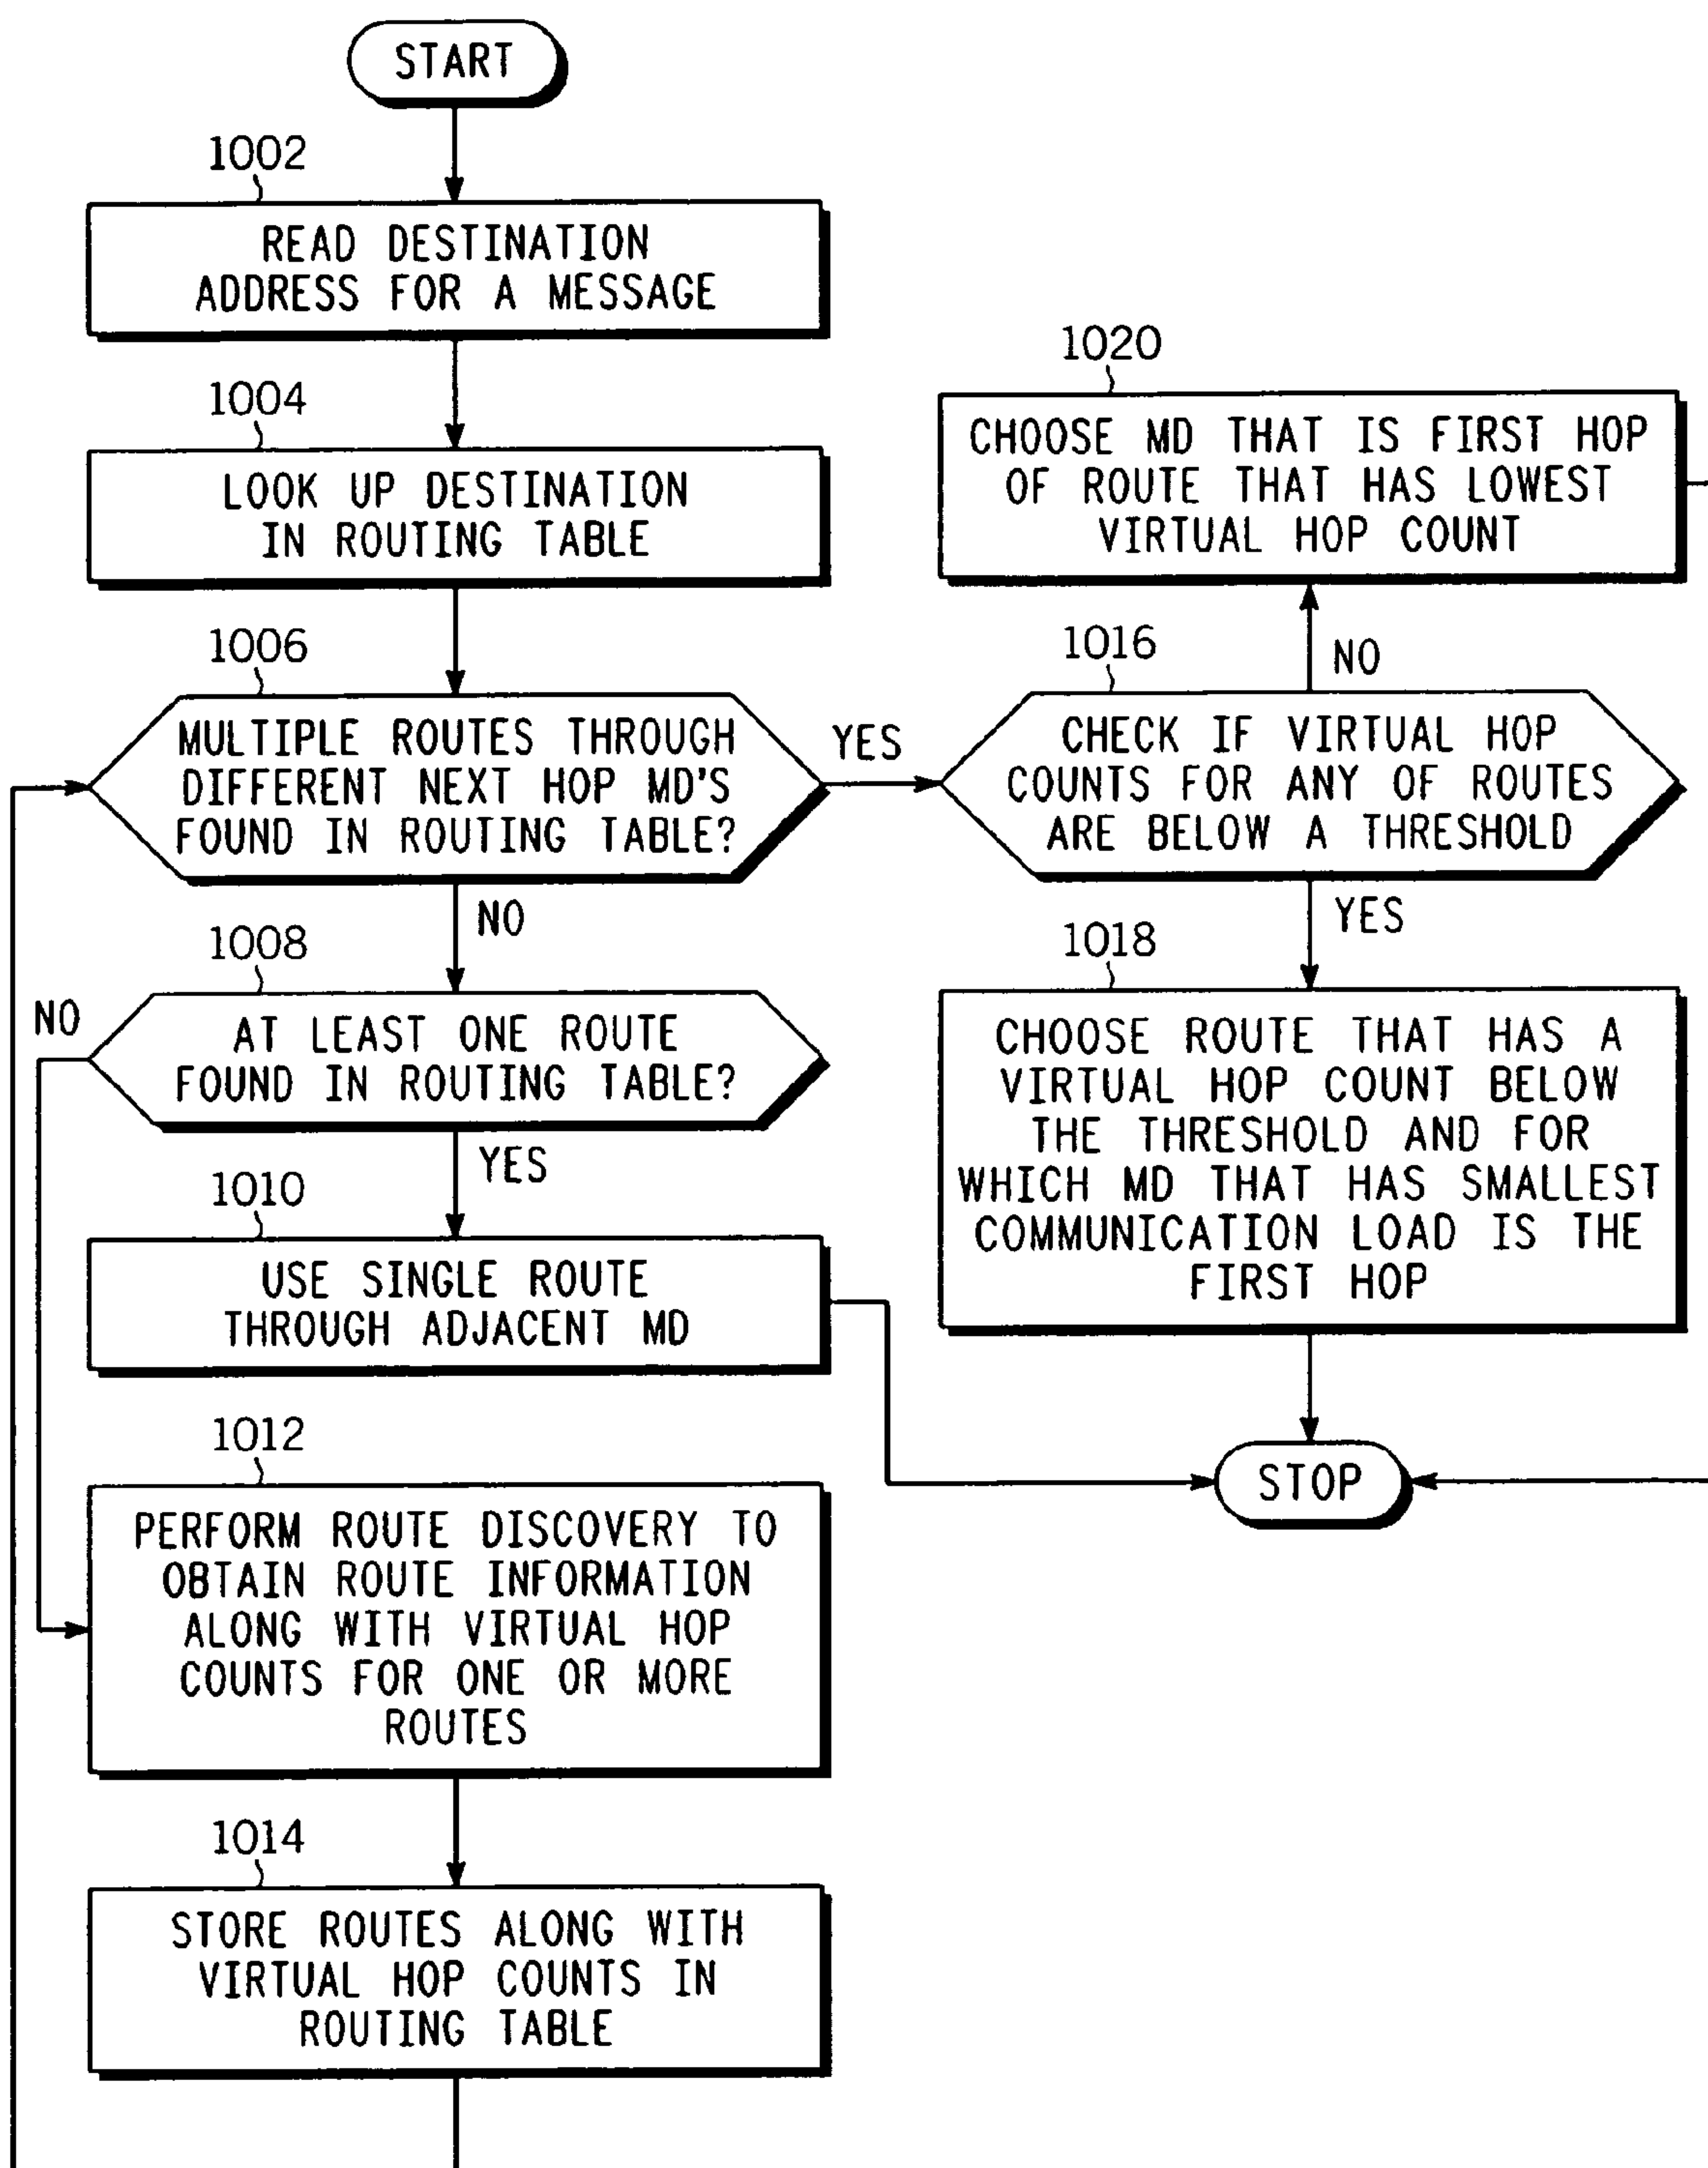 START
1002
READ DESTINATION
ADDRESS FOR A MESSAGE
1004
LOOK UP DESTINATION
IN ROUTING TABLE
1006
MULTIPLE ROUTES THROUGH
DIFFERENT NEXT HOP MD'S
FOUND IN ROUTING TABLE?
YES
NO
1008
NO
AT LEAST ONE ROUTE
FOUND IN ROUTING TABLE?
YES
1010
USE SINGLE ROUTE
THROUGH ADJACENT MD
1012
PERFORM ROUTE DISCOVERY TO
OBTAIN ROUTE INFORMATION
ALONG WITH VIRTUAL HOP
COUNTS FOR ONE OR MORE
ROUTES
1014
STORE ROUTES ALONG WITH
VIRTUAL HOP COUNTS IN
ROUTING TABLE
1020
CHOOSE MD THAT IS FIRST HOP
OF ROUTE THAT HAS LOWEST
VIRTUAL HOP COUNT
1016
NO
CHECK IF VIRTUAL HOP
COUNTS FOR ANY OF ROUTES
ARE BELOW A THRESHOLD
YES
1018
CHOOSE ROUTE THAT HAS A
VIRTUAL HOP COUNT BELOW
THE THRESHOLD AND FOR
WHICH MD THAT HAS SMALLEST
COMMUNICATION LOAD IS THE
FIRST HOP
STOP